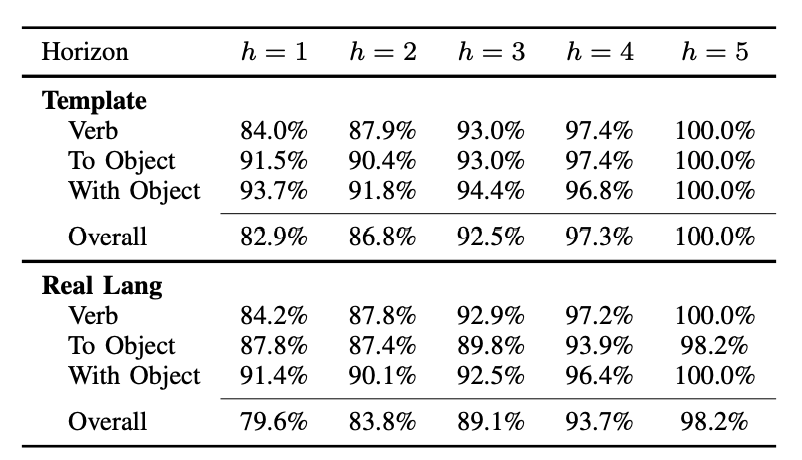 Horizon h = 1 h = 2 h = 3 h = 4 h = 5
Template
Verb 84.0% 87.9% 93.0% 97.4% 100.0%
To Object 91.5% 90.4% 93.0% 97.4% 100.0%
With Object 93.7% 91.8% 94.4% 96.8% 100.0%
Overall 82.9% 86.8% 92.5% 97.3% 100.0%
Real Lang
Verb 84.2% 87.8% 92.9% 97.2% 100.0%
To Object 87.8% 87.4% 89.8% 93.9% 98.2%
With Object 91.4% 90.1% 92.5% 96.4% 100.0%
Overall 79.6% 83.8% 89.1% 93.7% 98.2%